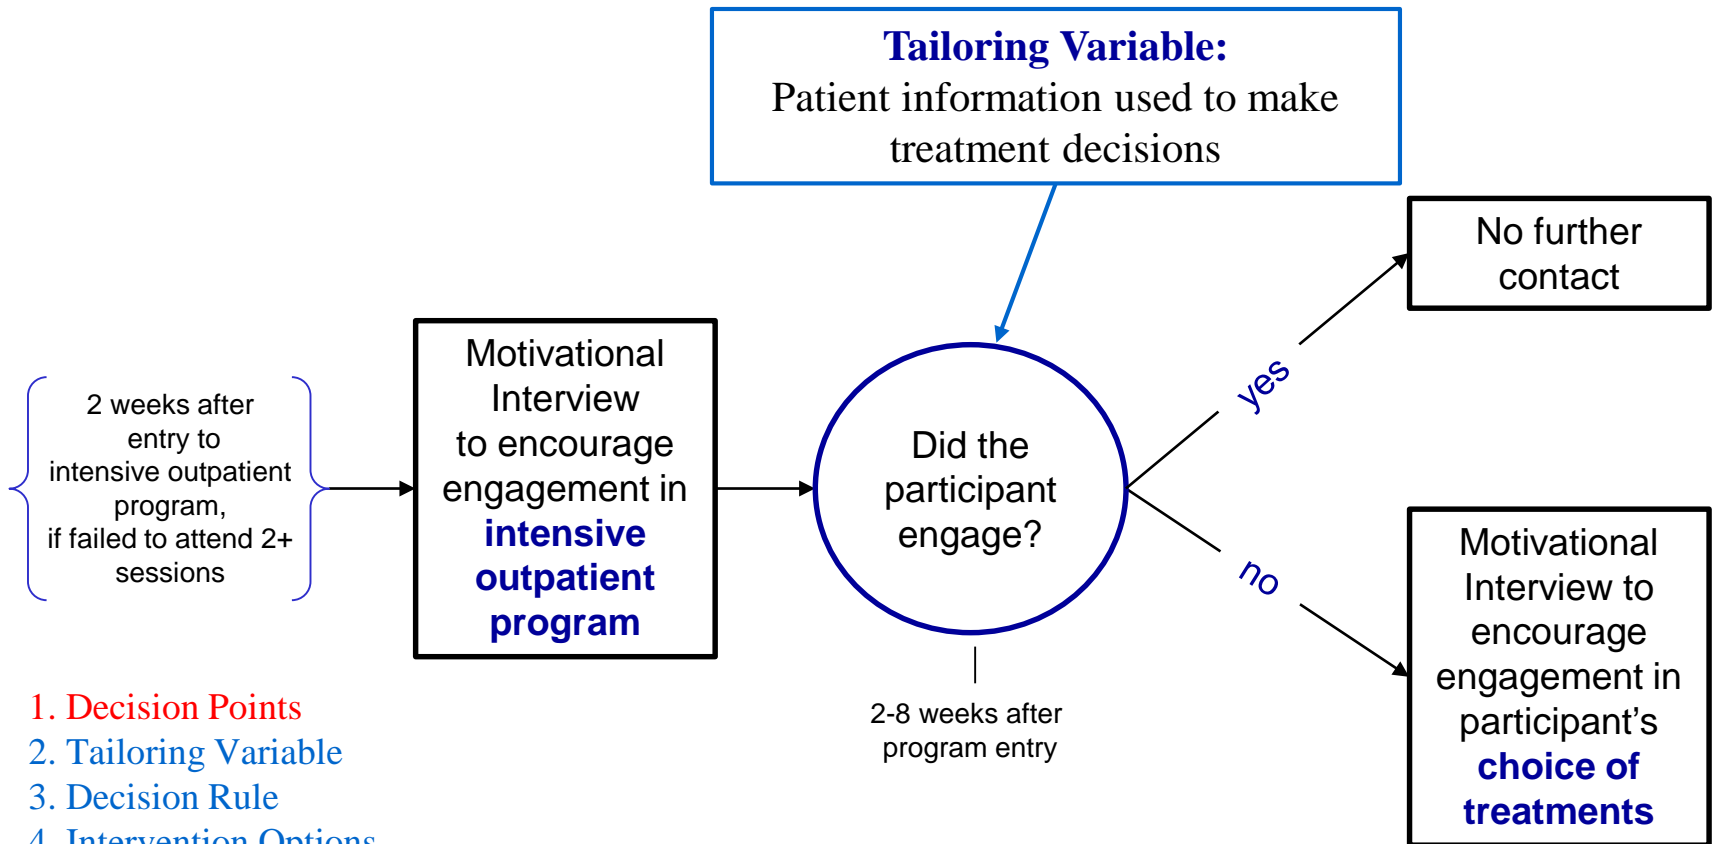 Tailoring Variable:
Patient information used to make
treatment decisions
No further
contact
2 weeks after
entry to
intensive outpatient
program,
if failed to attend 2+
sessions
Motivational
Interview
to encourage
engagement in
intensive
outpatient
program
Did the
participant
engage?
yes
no
2-8 weeks after
program entry
Motivational
Interview to
encourage
engagement in
participant’s
choice of
treatments
1. Decision Points
2. Tailoring Variable
3. Decision Rule
4. Intervention Options